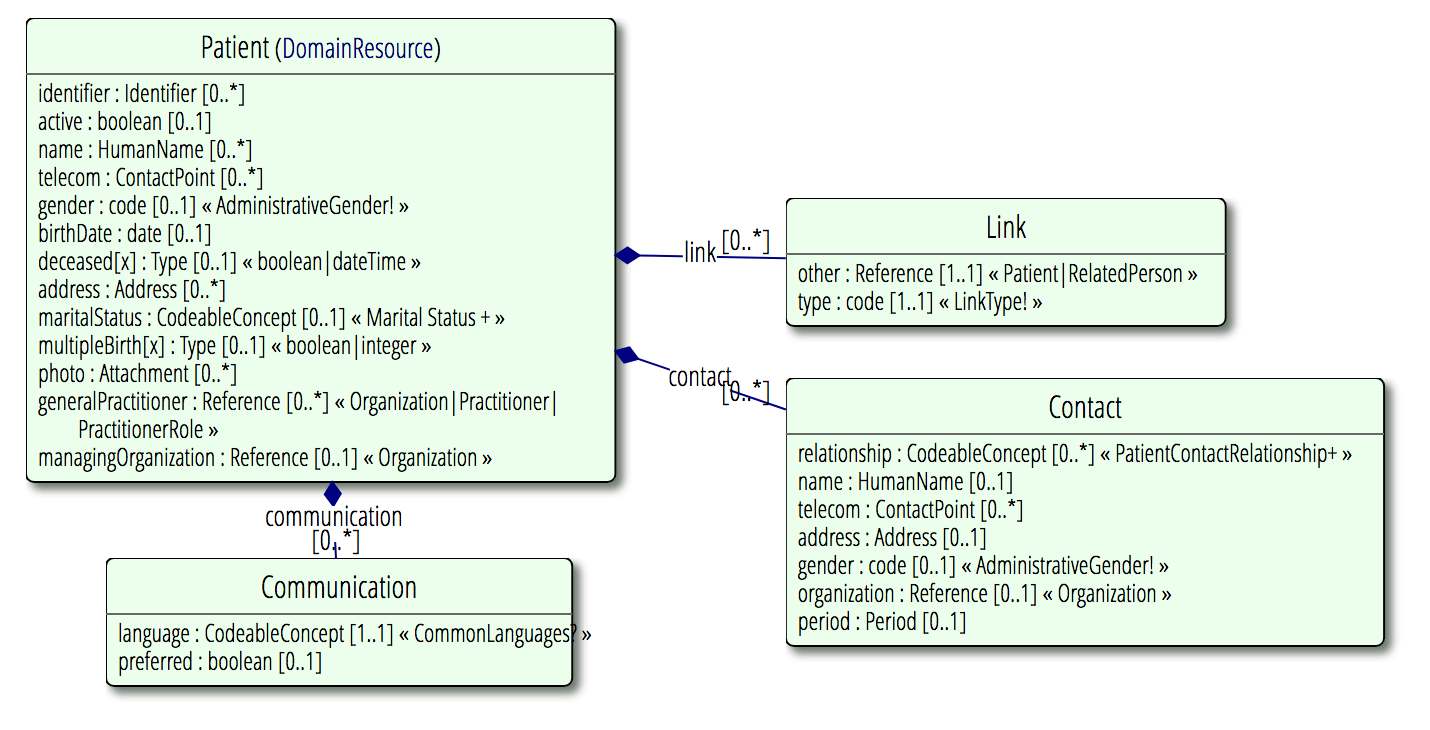 Patient (DomainResource)
identifier : Identifier [0..*]
active : boolean [0..1]
name : HumanName [0..*]
telecom : ContactPoint [0..*]
gender : code [0..1] « AdministrativeGender! »
birthDate : date [0..1]
deceased[x] : Type [0..1] « boolean|dateTime »
address : Address [0..*]
maritalStatus : CodeableConcept [0..1] « Marital Status + »
multipleBirth[x] : Type [0..1] « boolean|integer »
photo : Attachment [0..*]
generalPractitioner : Reference [0..*] « Organization|Practitioner|
PractitionerRole »
managingOrganization : Reference [0..1] « Organization »
link
[0..*]
Link
other : Reference [1..1] « Patient|RelatedPerson »
type : code [1..1] « LinkType! »
contact
[0..*]
Contact
relationship : CodeableConcept [0..*] « PatientContactRelationship+ »
name : HumanName [0..1]
telecom : ContactPoint [0..*]
address : Address [0..1]
gender : code [0..1] « AdministrativeGender! »
organization : Reference [0..1] « Organization »
period : Period [0..1]
communication
[0..*]
Communication
language : CodeableConcept [1..1] « CommonLanguages? »
preferred : boolean [0..1]